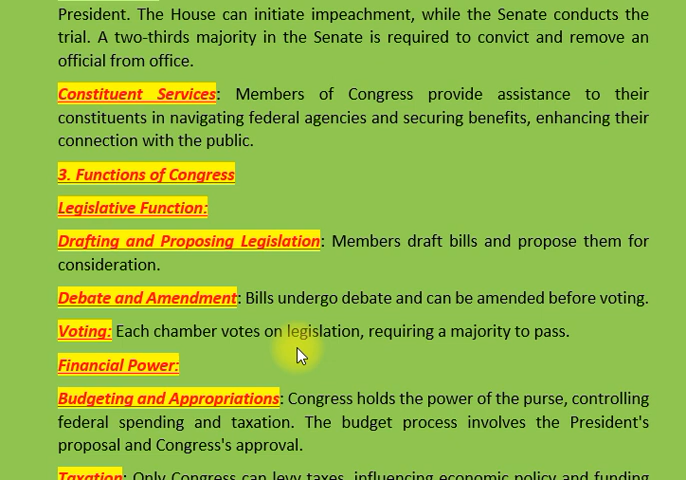 President. The House can initiate impeachment, while the Senate conducts the
trial. A two-thirds majority in the Senate is required to convict and remove an
official from office.
Constituent Services: Members of Congress provide assistance to their
constituents in navigating federal agencies and securing benefits, enhancing their
connection with the public.
3. Functions of Congress
Legislative Function:
Drafting and Proposing Legislation: Members draft bills and propose them for
consideration.
Debate and Amendment: Bills undergo debate and can be amended before voting.
Voting: Each chamber votes on legislation, requiring a majority to pass.
Financial Power:
Budgeting and Appropriations: Congress holds the power of the purse, controlling
federal spending and taxation. The budget process involves the President's
proposal and Congress's approval.
Taxation: Only Congress can levy taxes, influencing economic policy and funding